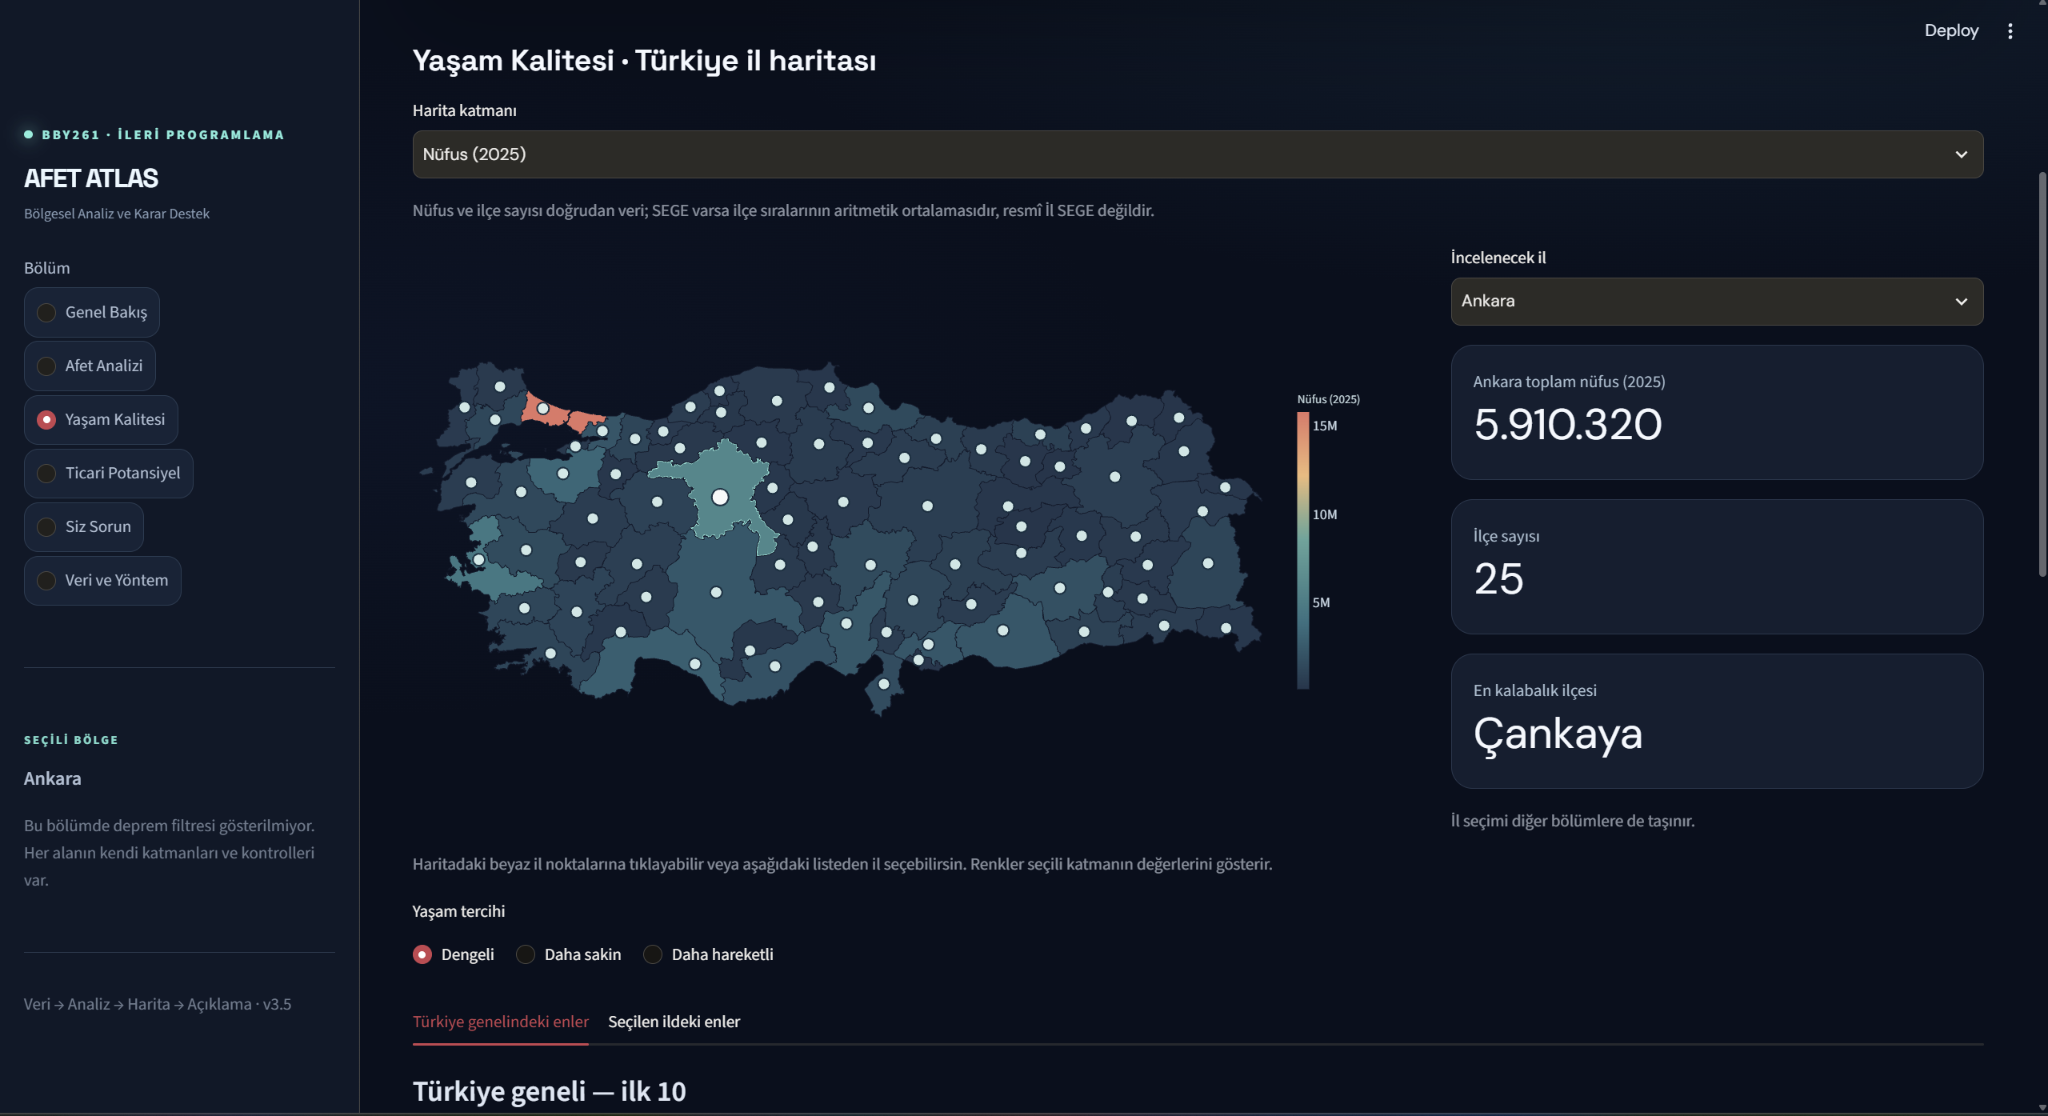 BBY261 · İLERİ PROGRAMLAMA
AFET ATLAS
Bölgesel Analiz ve Karar Destek
Bölüm
Genel Bakış
Afet Analizi
Yaşam Kalitesi
Ticari Potansiyel
Siz Sorun
Veri ve Yöntem
SEÇİLİ BÖLGE
Ankara
Bu bölümde deprem filtresi gösterilmiyor.
Her alanın kendi katmanları ve kontrolleri
var.
Veri → Analiz → Harita → Açıklama · v3.5
Deploy
Yaşam Kalitesi · Türkiye il haritası
Harita katmanı
Nüfus (2025)
Nüfus ve ilçe sayısı doğrudan veri; SEGE varsa ilçe sıralarının aritmetik ortalamasıdır, resmî İl SEGE değildir.
Nüfus (2025)
15M
10M
5M
İncelenecek il
Ankara
Ankara toplam nüfus (2025)
5.910.320
İlçe sayısı
25
En kalabalık ilçesi
Çankaya
İl seçimi diğer bölümlere de taşınır.
Haritadaki beyaz il noktalarına tıklayabilir veya aşağıdaki listeden il seçebilirsin. Renkler seçili katmanın değerlerini gösterir.
Yaşam tercihi
Dengeli Daha sakin Daha hareketli
Türkiye genelindeki enler Seçilen ildeki enler
Türkiye geneli — ilk 10